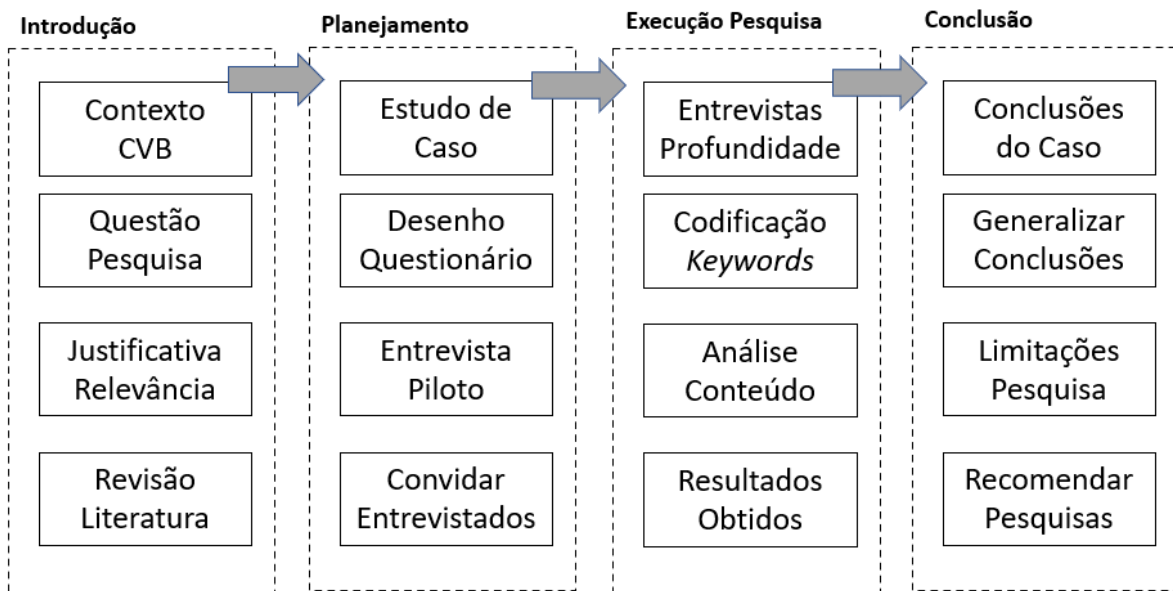 Introdução
Contexto
CVB
Questão
Pesquisa
Justificativa
Relevância
Revisão
Literatura
Planejamento
Estudo de
Caso
Desenho
Questionário
Entrevista
Piloto
Convidar
Entrevistados
Execução Pesquisa
Entrevistas
Profundidade
Codificação
Keywords
Análise
Conteúdo
Resultados
Obtidos
Conclusão
Conclusões
do Caso
Generalizar
Conclusões
Limitações
Pesquisa
Recomendar
Pesquisas